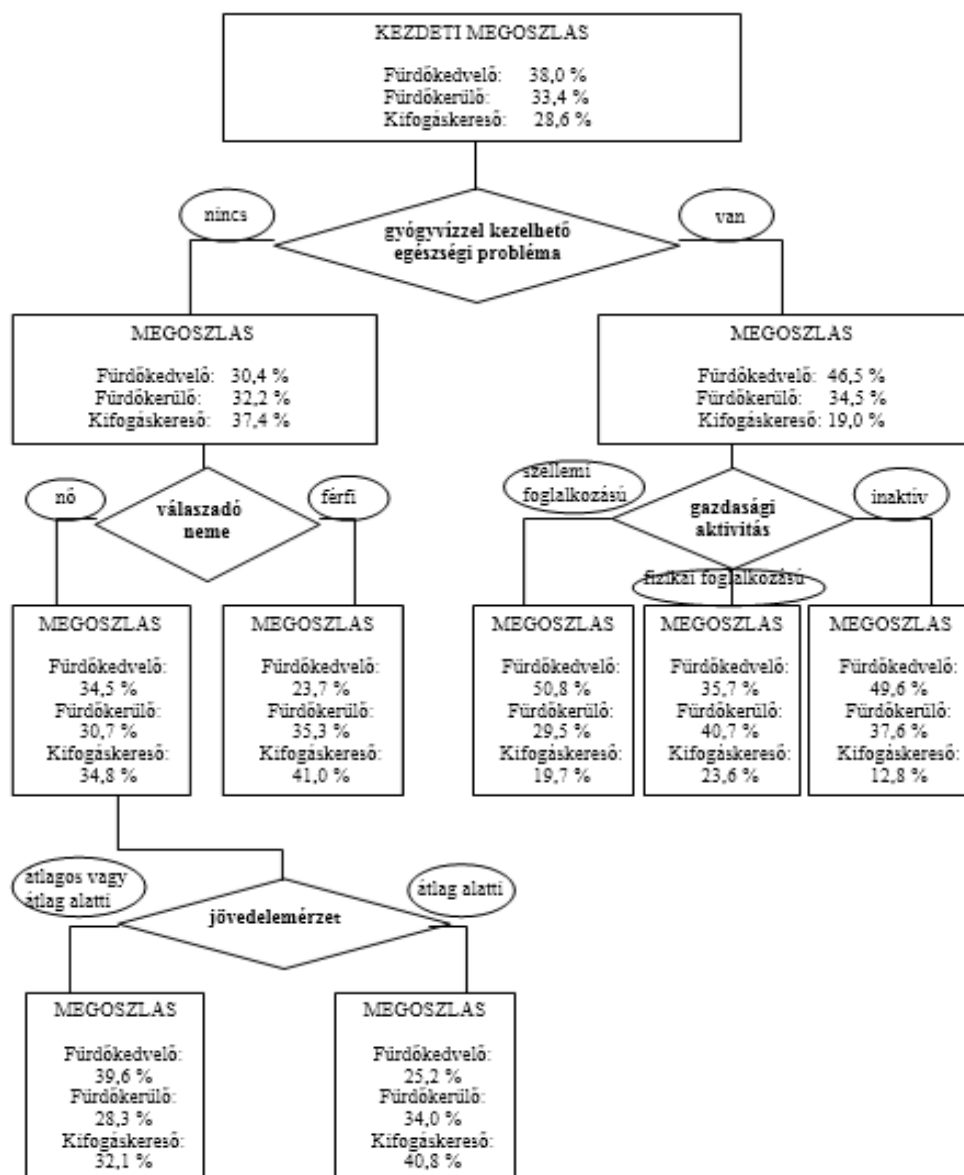 KEZDETI MEGOSZLAS
Fürdőkedvelő: 38,0 %
Fürdőkerülő: 33,4 %
Kifogáskereső: 28,6 %
nincs
van
gyógyvízzel kezelhető
egészségi probléma
MEGOSZLAS
Fürdőkedvelő: 30,4 %
Fürdőkerülő: 32,2 %
Kifogáskereső: 37,4 %
MEGOSZLAS
Fürdőkedvelő: 46,5 %
Fürdőkerülő: 34,5 %
Kifogáskereső: 19,0 %
nő
válaszadó
neme
férfi
szellemi
foglalkozású
gazdasági
aktivitás
inaktív
fizikai foglalkozású
MEGOSZLAS
Fürdőkedvelő:
34,5 %
Fürdőkerülő:
30,7 %
Kifogáskereső:
34,8 %
MEGOSZLAS
Fürdőkedvelő:
23,7 %
Fürdőkerülő:
35,3 %
Kifogáskereső:
41,0 %
MEGOSZLAS
Fürdőkedvelő:
50,8 %
Fürdőkerülő:
29,5 %
Kifogáskereső:
19,7 %
MEGOSZLAS
Fürdőkedvelő:
35,7 %
Fürdőkerülő:
40,7 %
Kifogáskereső:
23,6 %
MEGOSZLAS
Fürdőkedvelő:
49,6 %
Fürdőkerülő:
37,6 %
Kifogáskereső:
12,8 %
átlagos vagy
átlag alatti
jövedelemérzet
átlag alatti
MEGOSZLAS
Fürdőkedvelő:
39,6 %
Fürdőkerülő:
28,3 %
Kifogáskereső:
32,1 %
MEGOSZLAS
Fürdőkedvelő:
25,2 %
Fürdőkerülő:
34,0 %
Kifogáskereső:
40,8 %